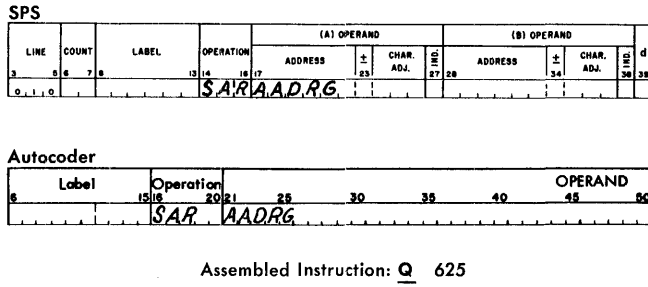 SPS
(A) OPERAND (B) OPERAND
LINE COUNT LABEL OPERATION ADDRESS ± CHAR. ADJ. IND. ADDRESS ± CHAR. ADJ. IND. d
3 5 6 7 8 13 14 16 17 23 27 28 34 38 39
0 1 0 SAR AADRG
Autocoder
Label Operation OPERAND
6 15 16 20 21 25 30 35 40 45 50
SAR AADRG
Assembled Instruction: Q 625